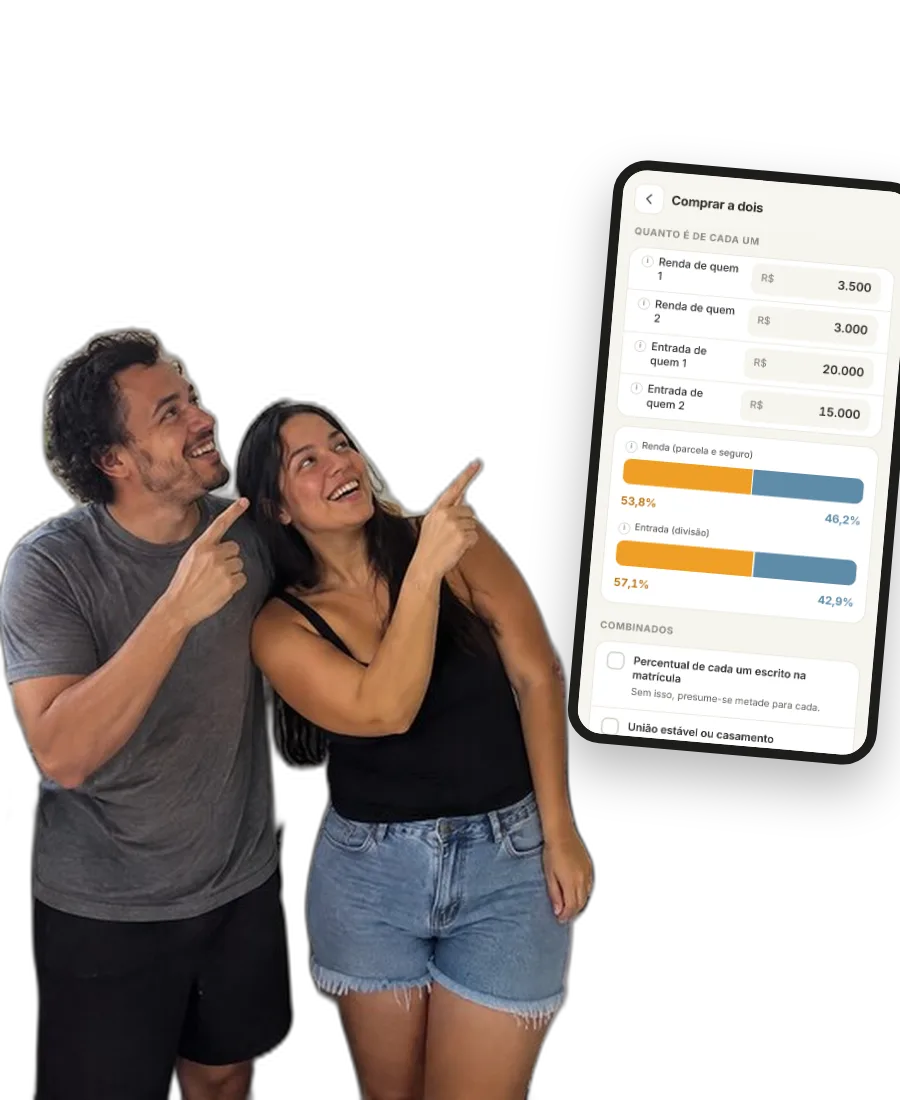 Comprar a dois
QUANTO É DE CADA UM
Renda de quem
1
R$ 3.500
Renda de quem
2
R$ 3.000
Entrada de
quem 1
R$ 20.000
Entrada de
quem 2
R$ 15.000
Renda (parcela e seguro)
53,8% 46,2%
Entrada (divisão)
57,1% 42,9%
COMBINADOS
Percentual de cada um escrito na
matrícula
Sem isso, presume-se metade para cada.
União estável ou casamento